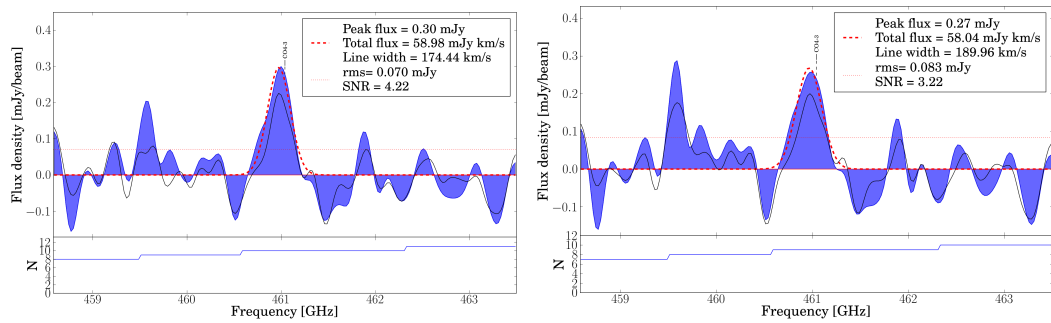 Peak flux = 0.30 mJy
Total flux = 58.98 mJy km/s
Line width = 174.44 km/s
rms= 0.070 mJy
SNR = 4.22
CO4-3
Flux density [mJy/beam]
0.4
0.3
0.2
0.1
0.0
−0.1
N
12
10
8
6
4
2
0
459
460
461
462
463
Frequency [GHz]
Peak flux = 0.27 mJy
Total flux = 58.04 mJy km/s
Line width = 189.96 km/s
rms= 0.083 mJy
SNR = 3.22
CO4-3
Flux density [mJy/beam]
0.4
0.3
0.2
0.1
0.0
−0.1
N
12
10
8
6
4
2
0
459
460
461
462
463
Frequency [GHz]